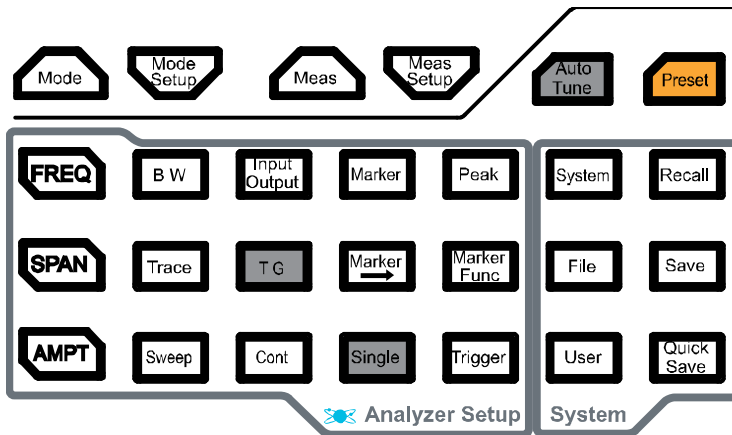 Mode
Mode
Setup
Meas
Meas
Setup
Auto
Tune
Preset
FREQ
B W
Input
Output
Marker
Peak
System
Recall
SPAN
Trace
T G
Marker
Marker
Func
File
Save
AMPT
Sweep
Cont
Single
Trigger
User
Quick
Save
Analyzer Setup
System